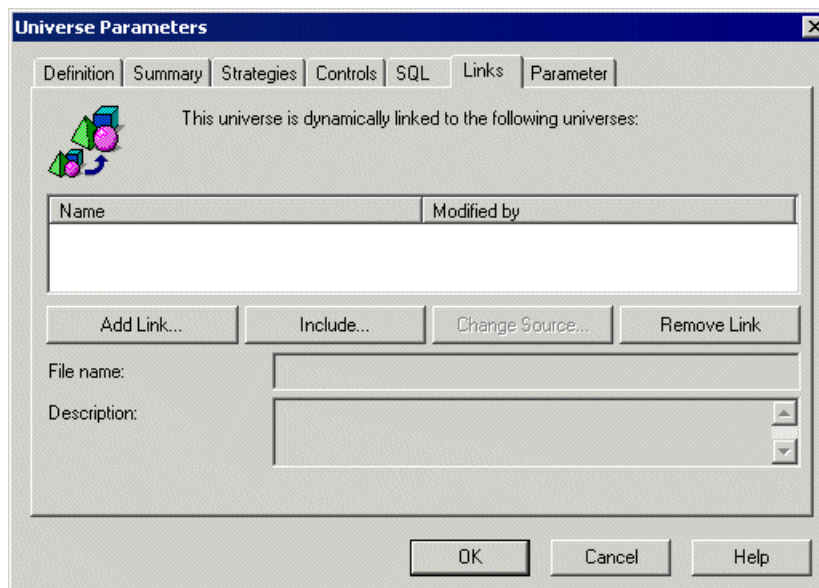 Universe Parameters
Definition Summary Strategies Controls SQL Links Parameter
This universe is dynamically linked to the following universes:
Name Modified by
Add Link... Include... Change Source... Remove Link
File name:
Description:
OK Cancel Help